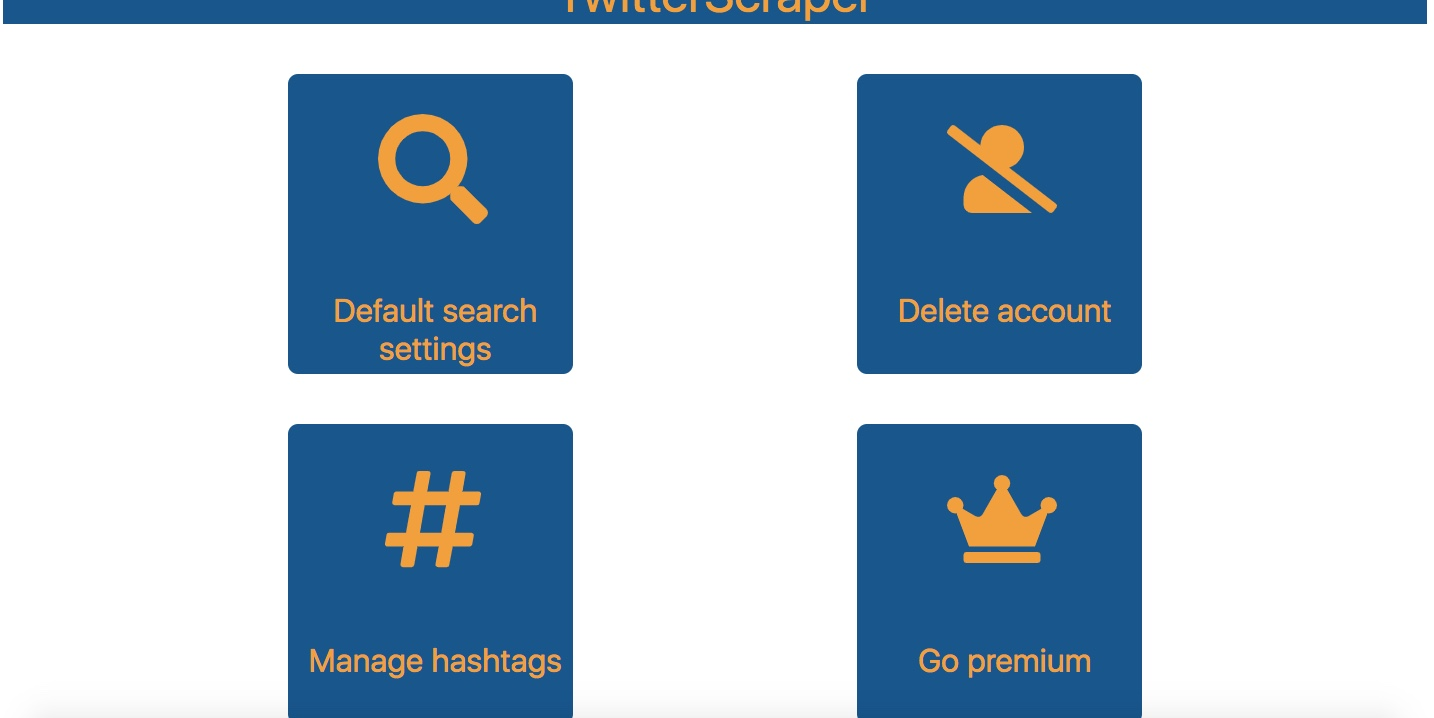 TwitterScraper
Default search
settings
Delete account
Manage hashtags
Go premium